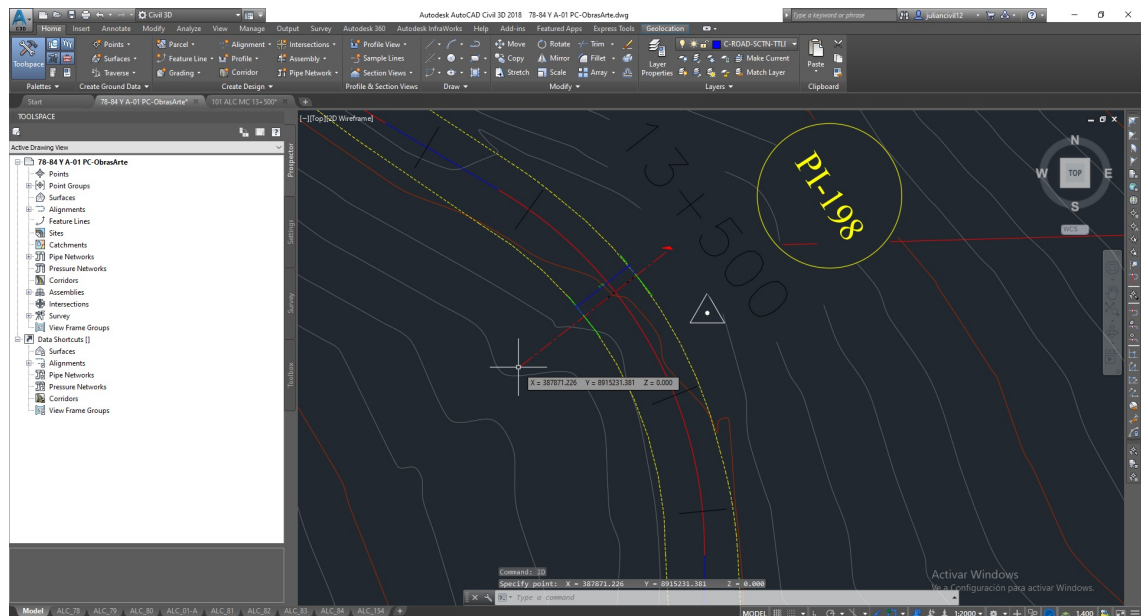 Civil 3D
Autodesk AutoCAD Civil 3D 2018 78-84 Y A-01 PC-ObrasArte.dwg
Type a keyword or phrase
juliancivil12
Home Insert Annotate Modify Analyze View Manage Output Survey Autodesk 360 Autodesk InfraWorks Help Add-ins Featured Apps Express Tools Geolocation
Toolspace
Points
Surfaces
Traverse
Parcel
Feature Line
Grading
Alignment
Profile
Corridor
Intersections
Assembly
Pipe Network
Profile View
Sample Lines
Section Views
Move
Copy
Stretch
Rotate
Mirror
Scale
Trim
Fillet
Array
Layer
Properties
C-ROAD-SCTN-TTLI
Make Current
Match Layer
Paste
Palettes
Create Ground Data
Create Design
Profile & Section Views
Draw
Modify
Layers
Clipboard
Start
78-84 Y A-01 PC-ObrasArte*
101 ALC MC 13+500*
TOOLSPACE
Active Drawing View
78-84 Y A-01 PC-ObrasArte
Points
Point Groups
Surfaces
Alignments
Feature Lines
Sites
Catchments
Pipe Networks
Pressure Networks
Corridors
Assemblies
Intersections
Survey
View Frame Groups
Data Shortcuts []
Surfaces
Alignments
Pipe Networks
Pressure Networks
Corridors
View Frame Groups
Prospector
Settings
Survey
Toolbox
[-][Top][2D Wireframe]
13+500
PI-198
N
W
TOP
E
S
WCS
X = 387871.226 Y = 8915231.381 Z = 0.000
Command: ID
Specify point: X = 387871.226 Y = 8915231.381 Z = 0.000
Type a command
Activar Windows
Ve a Configuración para activar Windows.
Model ALC_78 ALC_79 ALC_80 ALC_01-A ALC_81 ALC_82 ALC_83 ALC_84 ALC_154
MODEL
1:2000
1.400